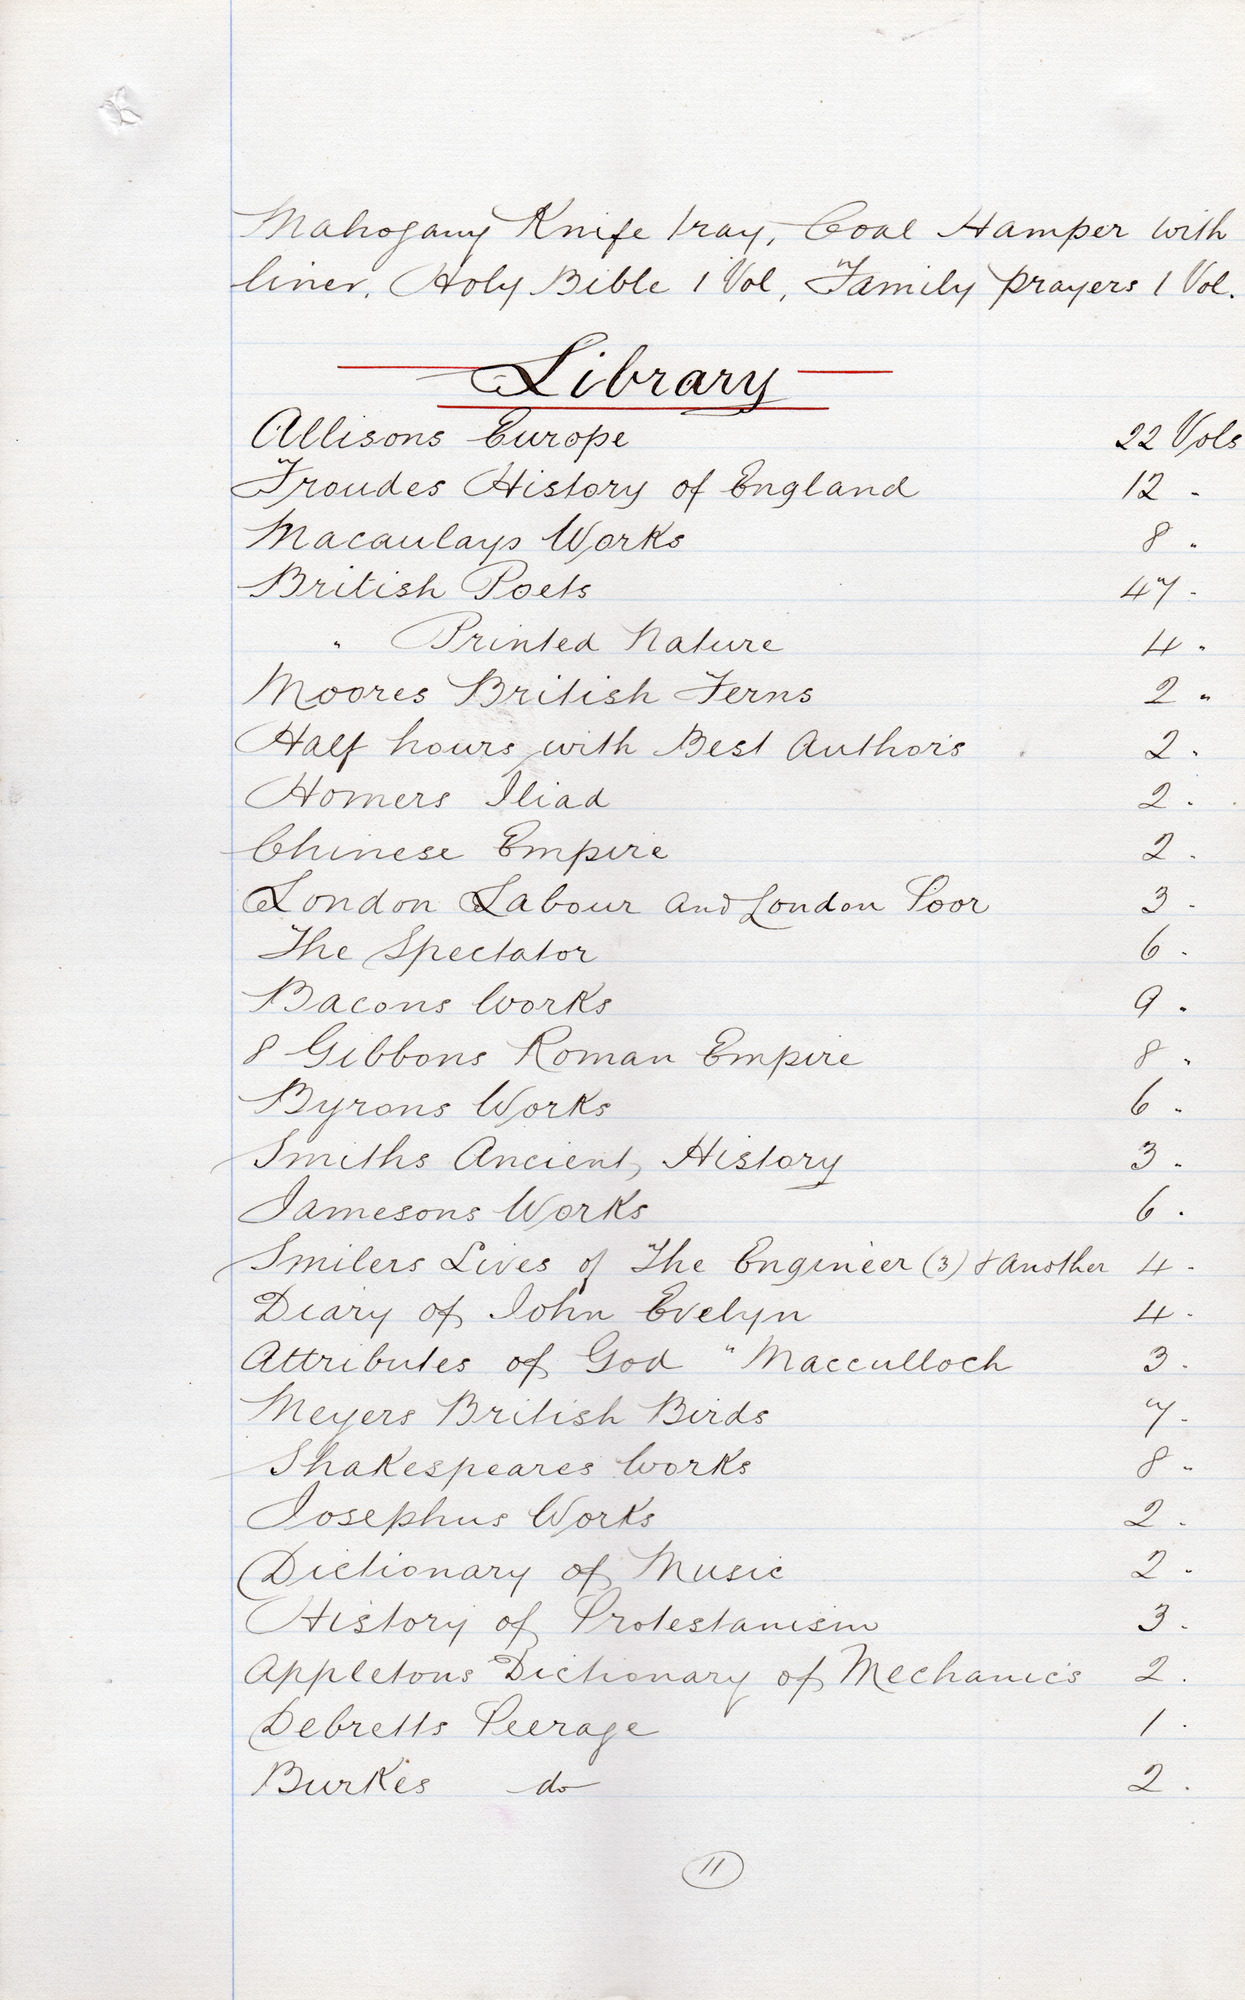 Mahogany Knife tray, Coal Hamper with
liner, Holy Bible 1 Vol, Family prayers 1 Vol.
Library
Allisons Europe 22 Vols
Froudes History of England 12 "
Macaulays Works 8 "
British Poets 47 "
" Printed Nature 4 "
Moores British Ferns 2 "
Half hours with Best Authors 2 "
Homers Iliad 2 "
Chinese Empire 2 "
London Labour and London Poor 3 "
The Spectator 6 "
Bacons Works 9 "
8 Gibbons Roman Empire 8 "
Byrons Works 6 "
Smiths Ancient History 3 "
Jamesons Works 6 "
Smilers Lives of The Engineer (3) & another 4 "
Diary of John Evelyn 4 "
Attributes of God "Macculloch 3 "
Meyers British Birds 7 "
Shakespeares Works 8 "
Josephus Works 2 "
Dictionary of Music 2 "
History of Protestanism 3 "
Appletons Dictionary of Mechanics 2 "
Debretts Peerage 1 "
Burkes do 2 "
11